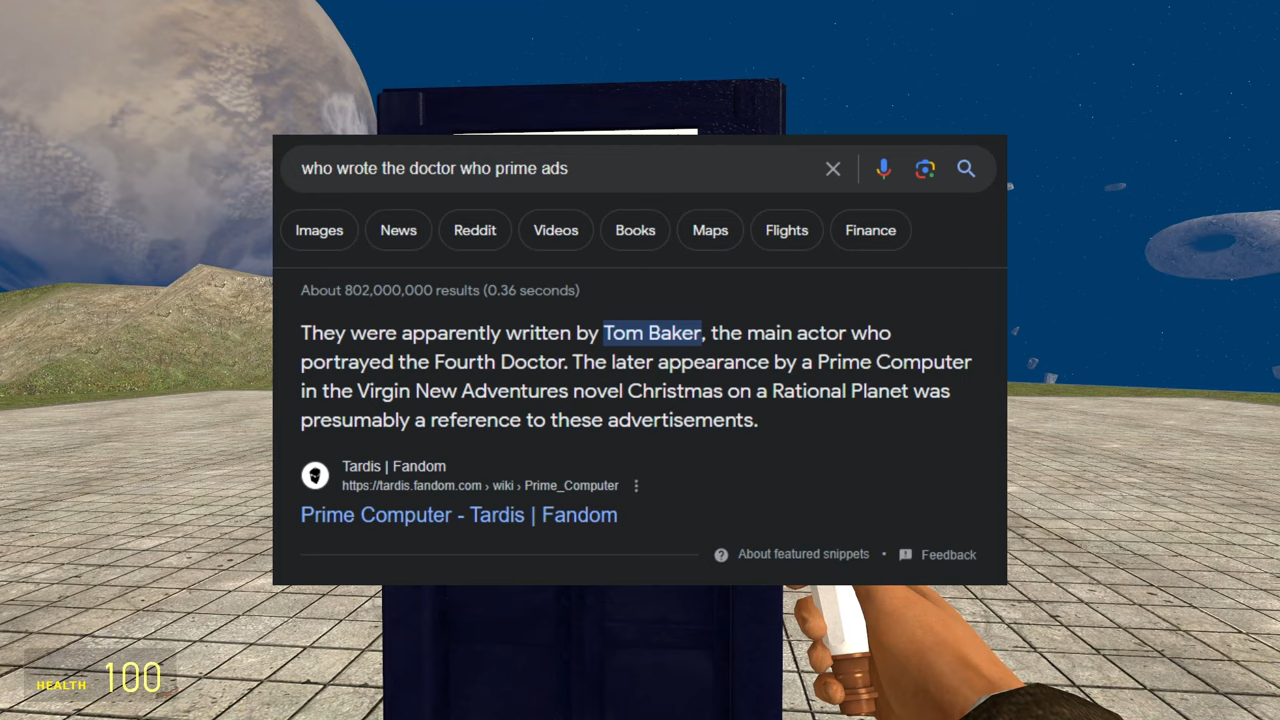 who wrote the doctor who prime ads
Images News Reddit Videos Books Maps Flights Finance
About 802,000,000 results (0.36 seconds)
They were apparently written by Tom Baker, the main actor who
portrayed the Fourth Doctor. The later appearance by a Prime Computer
in the Virgin New Adventures novel Christmas on a Rational Planet was
presumably a reference to these advertisements.
Tardis | Fandom
https://tardis.fandom.com › wiki › Prime_Computer
Prime Computer - Tardis | Fandom
About featured snippets • Feedback
HEALTH 100